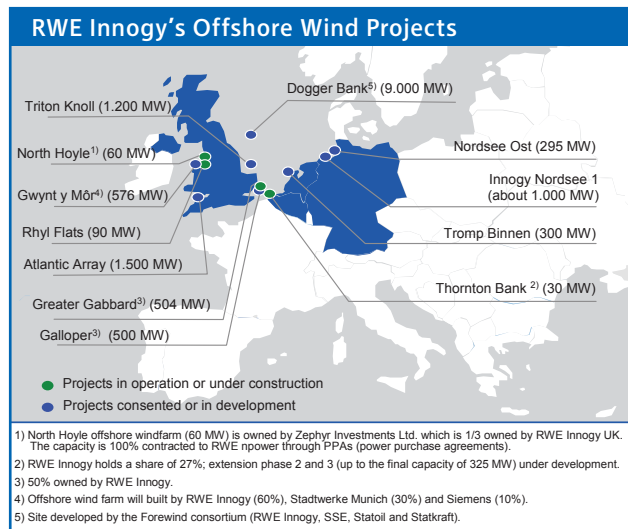 RWE Innogy's Offshore Wind Projects
Dogger Bank5) (9.000 MW)
Triton Knoll (1.200 MW)
North Hoyle1) (60 MW)
Gwynt y Môr4) (576 MW)
Rhyl Flats (90 MW)
Atlantic Array (1.500 MW)
Greater Gabbard3) (504 MW)
Galloper3) (500 MW)
Nordsee Ost (295 MW)
Innogy Nordsee 1
(about 1.000 MW)
Tromp Binnen (300 MW)
Thornton Bank 2) (30 MW)
Projects in operation or under construction
Projects consented or in development
1) North Hoyle offshore windfarm (60 MW) is owned by Zephyr Investments Ltd. which is 1/3 owned by RWE Innogy UK.
The capacity is 100% contracted to RWE npower through PPAs (power purchase agreements).
2) RWE Innogy holds a share of 27%; extension phase 2 and 3 (up to the final capacity of 325 MW) under development.
3) 50% owned by RWE Innogy.
4) Offshore wind farm will built by RWE Innogy (60%), Stadtwerke Munich (30%) and Siemens (10%).
5) Site developed by the Forewind consortium (RWE Innogy, SSE, Statoil and Statkraft).